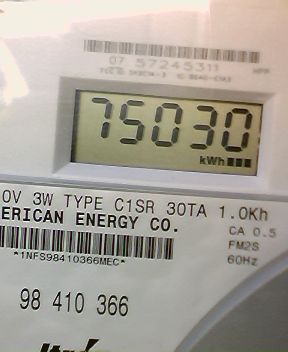 07 57245311
75030
kWh
0V 3W TYPE C1SR 30TA 1.0Kh
ERICAN ENERGY CO.
CA 0.5
FM2S
*1NFS98410366MEC*
60Hz
98 410 366